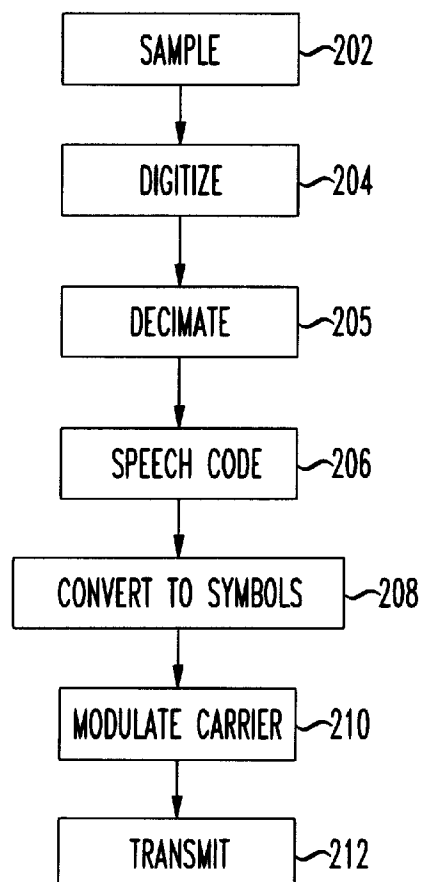 SAMPLE 202
DIGITIZE 204
DECIMATE 205
SPEECH CODE 206
CONVERT TO SYMBOLS 208
MODULATE CARRIER 210
TRANSMIT 212